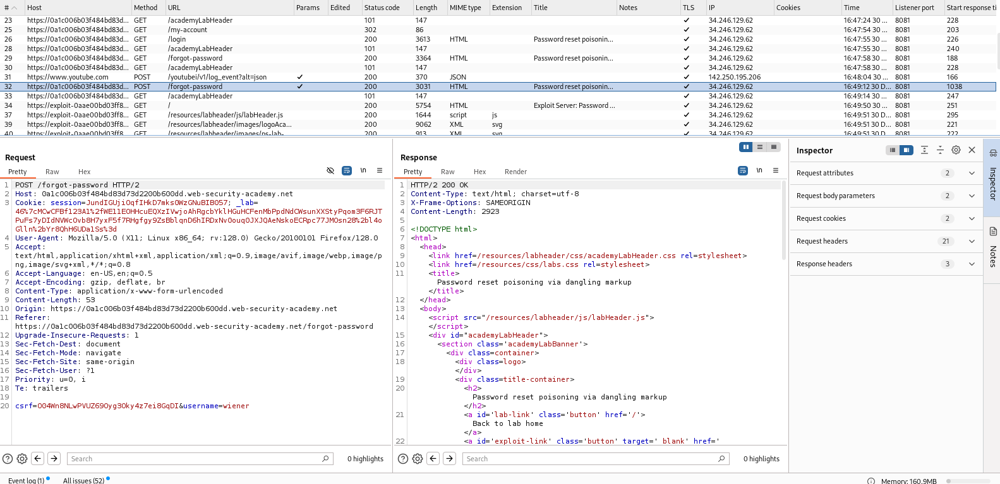 # Host Method URL Params Edited Status code Length MIME type Extension Title Notes TLS IP Cookies Time Listener port Start response ti
23 https://0a1c006b03f484bd83d... GET /academyLabHeader 101 147 ✓ 34.246.129.62 16:47:24 30 ... 8081 228
25 https://0a1c006b03f484bd83d... GET /my-account 302 86 ✓ 34.246.129.62 16:47:54 30 ... 8081 203
26 https://0a1c006b03f484bd83d... GET /login 200 3613 HTML Password reset poisonin... ✓ 34.246.129.62 16:47:55 30 ... 8081 226
28 https://0a1c006b03f484bd83d... GET /academyLabHeader 101 147 ✓ 34.246.129.62 16:47:55 30 ... 8081 240
29 https://0a1c006b03f484bd83d... GET /forgot-password 200 3364 HTML Password reset poisonin... ✓ 34.246.129.62 16:47:58 30 ... 8081 188
30 https://0a1c006b03f484bd83d... GET /academyLabHeader 101 147 ✓ 34.246.129.62 16:47:58 30 ... 8081 228
31 https://www.youtube.com POST /youtubei/v1/log_event?alt=json ✓ 200 370 JSON ✓ 142.250.195.206 16:48:04 30 ... 8081 166
32 https://0a1c006b03f484bd83d... POST /forgot-password ✓ 200 3031 HTML Password reset poisonin... ✓ 34.246.129.62 16:49:12 30 D... 8081 1038
33 https://0a1c006b03f484bd83d... GET /academyLabHeader 101 147 ✓ 34.246.129.62 16:49:14 30 ... 8081 247
34 https://exploit-0aae00bd03ff8... GET / 200 5754 HTML Exploit Server: Password ... ✓ 34.246.129.62 16:49:50 30 ... 8081 251
37 https://exploit-0aae00bd03ff8... GET /resources/labheader/js/labHeader.js 200 1644 script js ✓ 34.246.129.62 16:49:51 30 D... 8081 295
39 https://exploit-0aae00bd03ff8... GET /resources/labheader/images/logoAca... 200 9062 XML svg ✓ 34.246.129.62 16:49:51 30 D... 8081 221
40 https://exploit-0aae00bd03ff8... GET /resources/labheader/images/ps-lab- 200 913 XML svg ✓ 34.246.129.62 16:49:51 30 D... 8081 222
Request
Pretty Raw Hex
\n
1 POST /forgot-password HTTP/2
2 Host: 0a1c006b03f484bd83d73d2200b600dd.web-security-academy.net
3 Cookie: session=JundIGUjiOqfIHkD7mksOWzGNuBIB057; _lab=
46%7cMCwCFBf123A1%2fWE11EOHHcuEQXzIVwjoAhRgcbYklHGuHCFenMbPpdNdCWsunXXStyPqom3F6RJT
PuFs7yDIdNVWcOvb8H7yxF5f7RHgfgy9ZsBblqnD6hIRDxNv0ouqOJXJQAeNskoECRpc77JMOsn28%2bl4o
Glln%2bYr8QhH6UDa1Ss%3d
4 User-Agent: Mozilla/5.0 (X11; Linux x86_64; rv:128.0) Gecko/20100101 Firefox/128.0
5 Accept:
text/html,application/xhtml+xml,application/xml;q=0.9,image/avif,image/webp,image/p
ng,image/svg+xml,*/*;q=0.8
6 Accept-Language: en-US,en;q=0.5
7 Accept-Encoding: gzip, deflate, br
8 Content-Type: application/x-www-form-urlencoded
9 Content-Length: 53
10 Origin: https://0a1c006b03f484bd83d73d2200b600dd.web-security-academy.net
11 Referer:
https://0a1c006b03f484bd83d73d2200b600dd.web-security-academy.net/forgot-password
12 Upgrade-Insecure-Requests: 1
13 Sec-Fetch-Dest: document
14 Sec-Fetch-Mode: navigate
15 Sec-Fetch-Site: same-origin
16 Sec-Fetch-User: ?1
17 Priority: u=0, i
18 Te: trailers
19
20 csrf=OO4Wn8NLwPVUZ69Oyg3Oky4z7ei8GqDI&username=wiener
Search
0 highlights
Response
Pretty Raw Hex Render
\n
1 HTTP/2 200 OK
2 Content-Type: text/html; charset=utf-8
3 X-Frame-Options: SAMEORIGIN
4 Content-Length: 2923
5
6 <!DOCTYPE html>
7 <html>
8 <head>
9 <link href=/resources/labheader/css/academyLabHeader.css rel=stylesheet>
10 <link href=/resources/css/labs.css rel=stylesheet>
11 <title>
Password reset poisoning via dangling markup
</title>
12 </head>
13 <body>
14 <script src="/resources/labheader/js/labHeader.js">
</script>
15 <div id="academyLabHeader">
16 <section class='academyLabBanner'>
17 <div class=container>
18 <div class=logo>
</div>
19 <div class=title-container>
20 <h2>
Password reset poisoning via dangling markup
</h2>
21 <a id='lab-link' class='button' href='/'>
Back to lab home
</a>
22 <a id='exploit-link' class='button' target='_blank' href='
Search
0 highlights
Inspector
Request attributes 2
Request body parameters 2
Request cookies 2
Request headers 21
Response headers 3
Inspector
Notes
Event log (1)
All issues (52)
Memory: 160.9MB